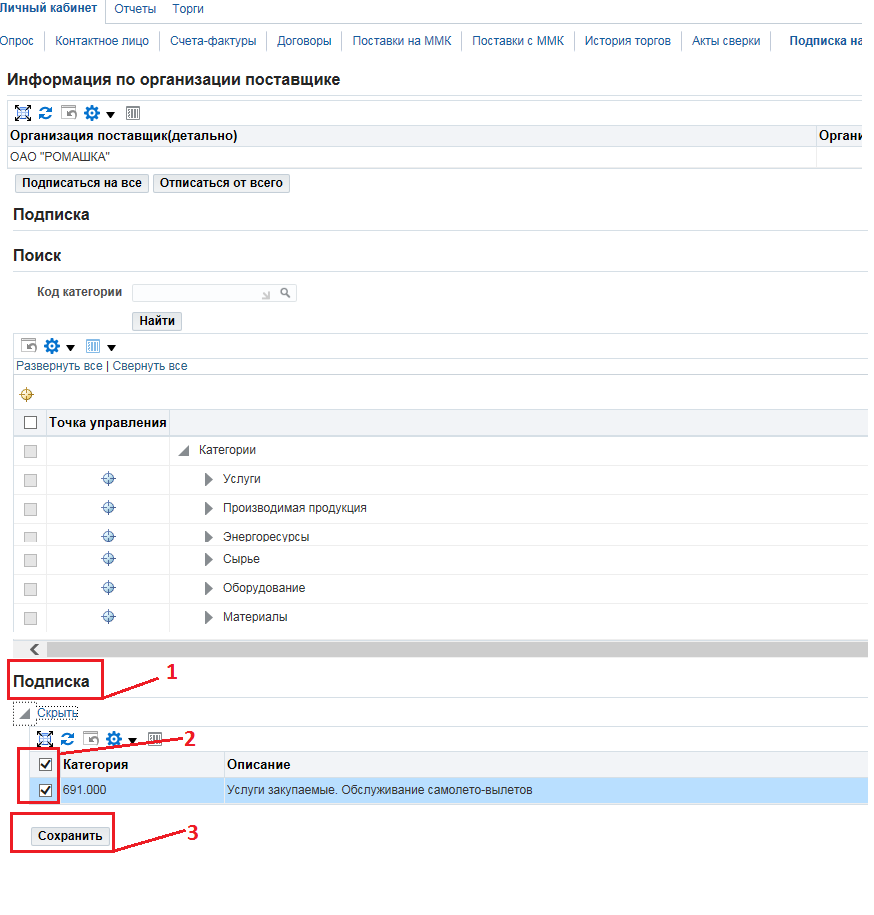 Личный кабинет Отчеты Торги
Опрос Контактное лицо Счета-фактуры Договоры Поставки на ММК Поставки с ММК История торгов Акты сверки Подписка на
Информация по организации поставщике
Организация поставщик(детально) Органи
ОАО "РОМАШКА"
Подписаться на все Отписаться от всего
Подписка
Поиск
Код категории
Найти
Развернуть все | Свернуть все
Точка управления
Категории
Услуги
Производимая продукция
Энергоресурсы
Сырье
Оборудование
Материалы
Подписка 1
Скрыть
2
Категория Описание
691.000 Услуги закупаемые. Обслуживание самолето-вылетов
Сохранить 3